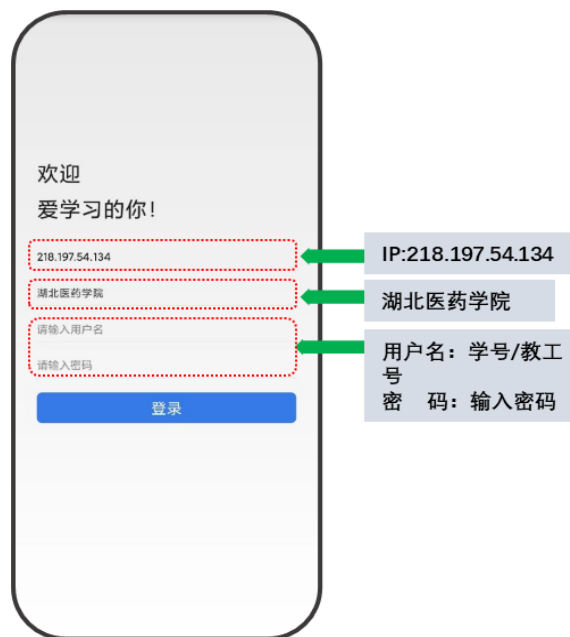 欢迎
爱学习的你!
218.197.54.134
湖北医药学院
请输入用户名
请输入密码
登录
IP:218.197.54.134
湖北医药学院
用户名：学号/教工
号
密　码：输入密码